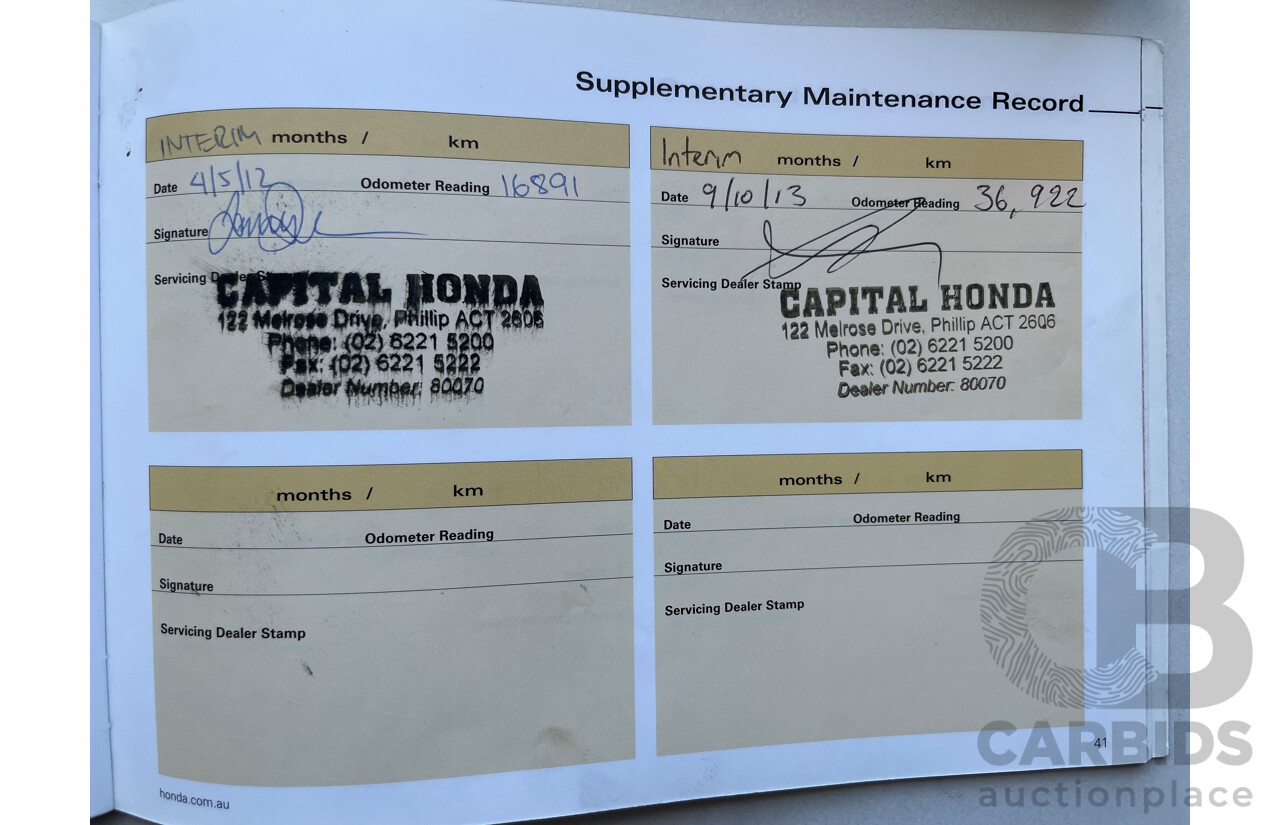 Supplementary Maintenance Record
INTERIM months / km
Date 4/5/12 Odometer Reading 16891
Signature
Servicing Dealer Stamp
CAPITAL HONDA
122 Melrose Drive, Phillip ACT 2606
Phone: (02) 6221 5200
Fax: (02) 6221 5222
Dealer Number: 80070
Interim months / km
Date 9/10/13 Odometer Reading 36,922
Signature
Servicing Dealer Stamp
CAPITAL HONDA
122 Melrose Drive, Phillip ACT 2606
Phone: (02) 6221 5200
Fax: (02) 6221 5222
Dealer Number: 80070
months / km
Date Odometer Reading
Signature
Servicing Dealer Stamp
months / km
Date Odometer Reading
Signature
Servicing Dealer Stamp
honda.com.au
41
CB
CARBIDS
auctionplace